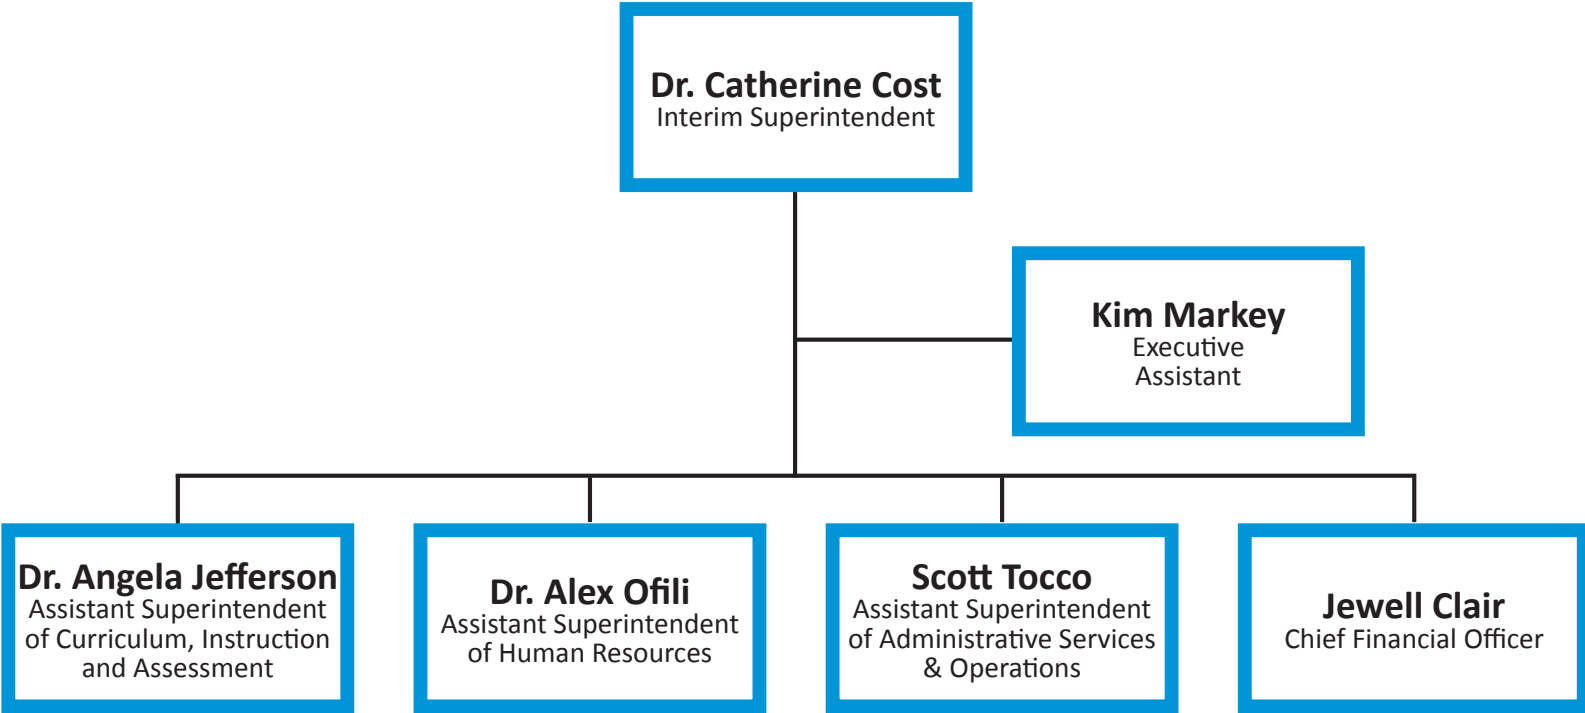 Dr. Catherine Cost
Interim Superintendent
Kim Markey
Executive
Assistant
Dr. Angela Jefferson
Assistant Superintendent
of Curriculum, Instruction
and Assessment
Dr. Alex Ofili
Assistant Superintendent
of Human Resources
Scott Tocco
Assistant Superintendent
of Administrative Services
& Operations
Jewell Clair
Chief Financial Officer